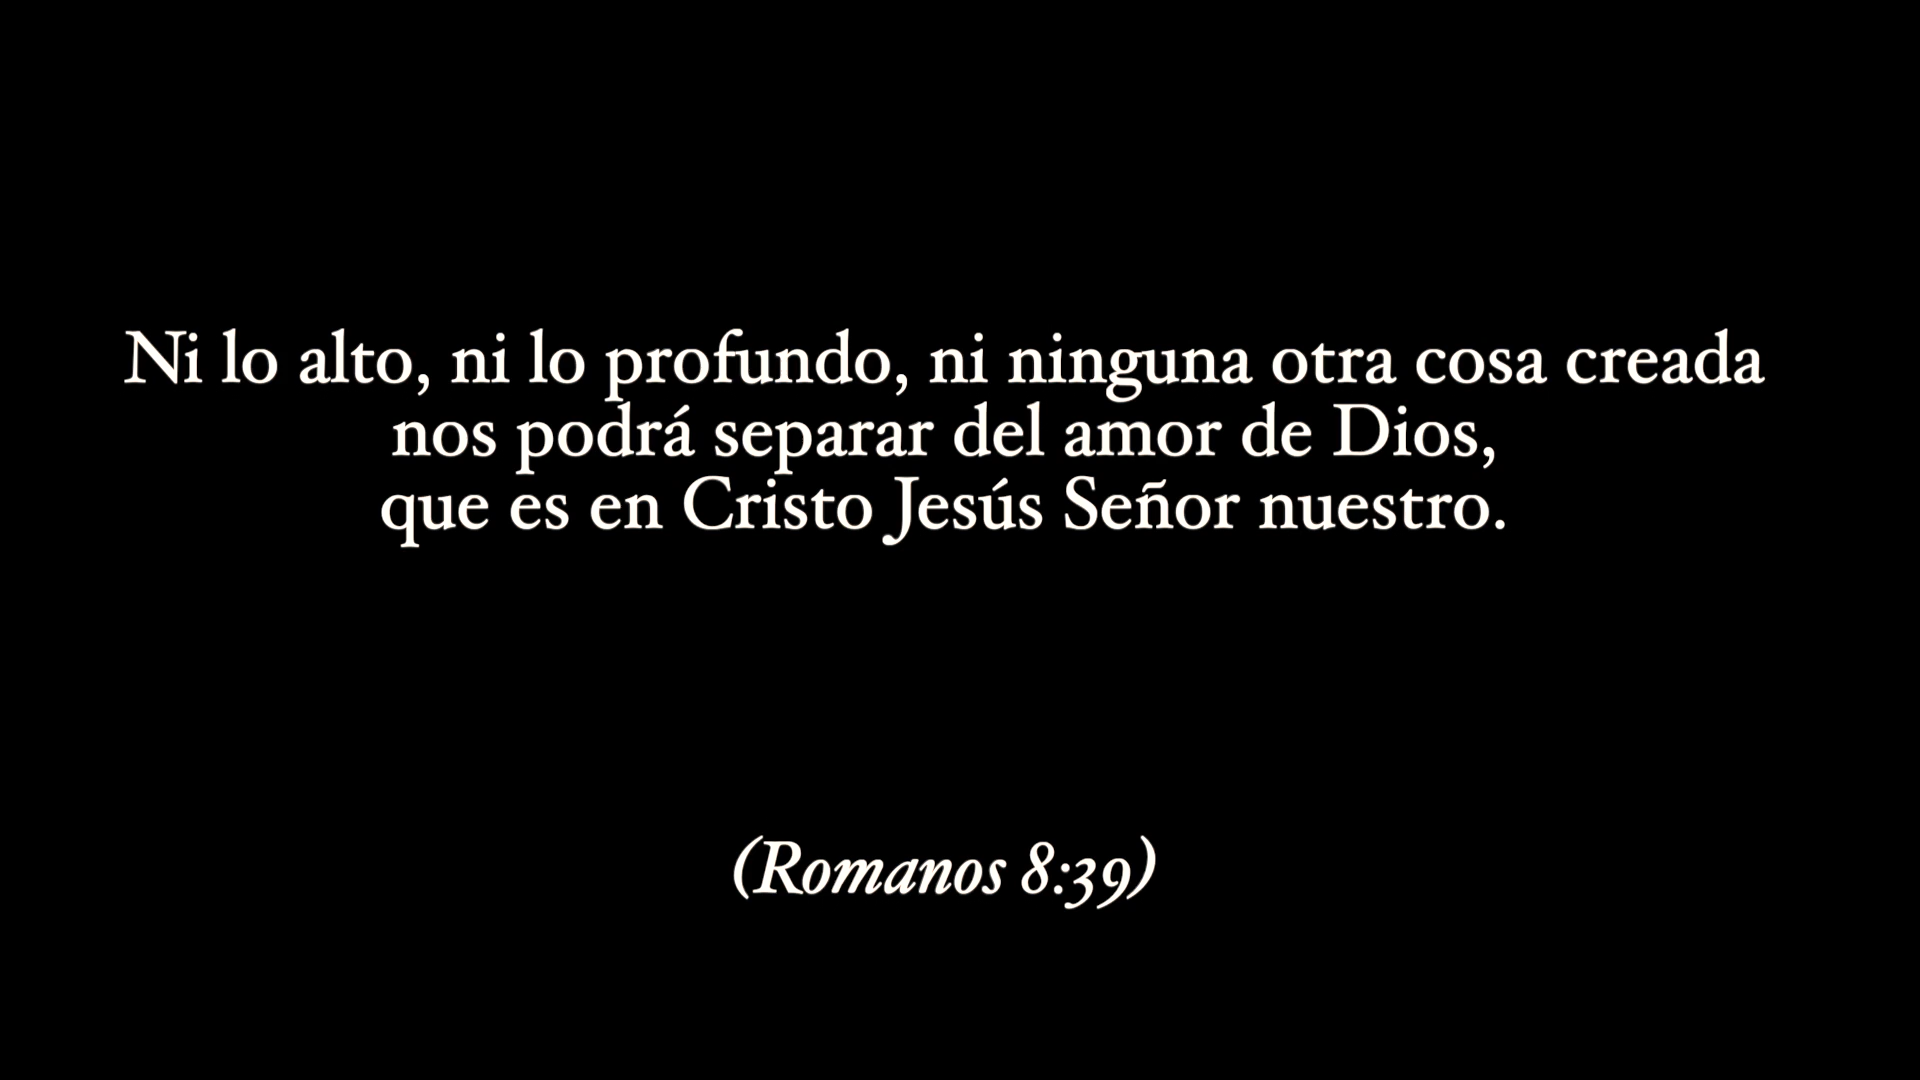 Ni lo alto, ni lo profundo, ni ninguna otra cosa creada
nos podrá separar del amor de Dios,
que es en Cristo Jesús Señor nuestro.
(Romanos 8:39)